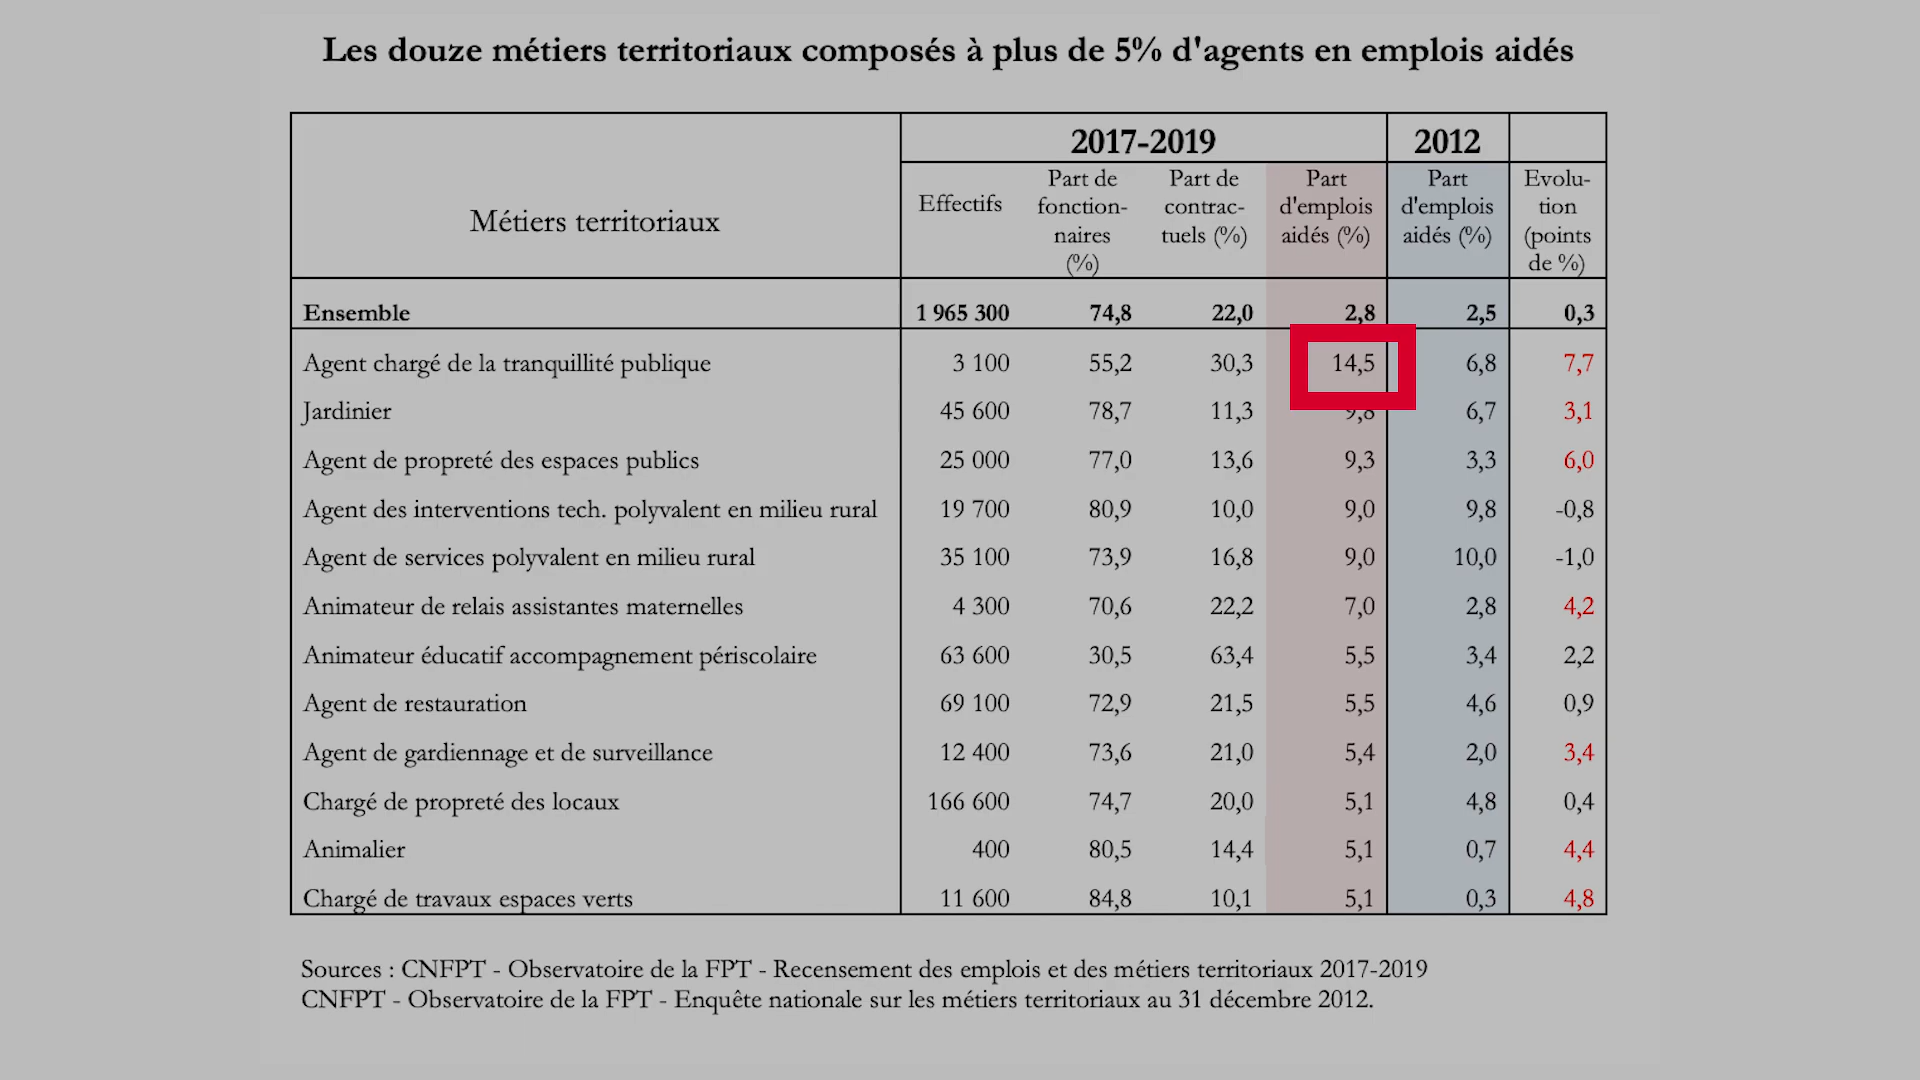 Les douze métiers territoriaux composés à plus de 5% d'agents en emplois aidés
2017-2019 2012
Métiers territoriaux
Effectifs
Part de
fonction-
naires
(%)
Part de
contrac-
tuels (%)
Part
d'emplois
aidés (%)
Part
d'emplois
aidés (%)
Evolu-
tion
(points
de %)
Ensemble 1 965 300 74,8 22,0 2,8 2,5 0,3
Agent chargé de la tranquillité publique 3 100 55,2 30,3 14,5 6,8 7,7
Jardinier 45 600 78,7 11,3 9,8 6,7 3,1
Agent de propreté des espaces publics 25 000 77,0 13,6 9,3 3,3 6,0
Agent des interventions tech. polyvalent en milieu rural 19 700 80,9 10,0 9,0 9,8 -0,8
Agent de services polyvalent en milieu rural 35 100 73,9 16,8 9,0 10,0 -1,0
Animateur de relais assistantes maternelles 4 300 70,6 22,2 7,0 2,8 4,2
Animateur éducatif accompagnement périscolaire 63 600 30,5 63,4 5,5 3,4 2,2
Agent de restauration 69 100 72,9 21,5 5,5 4,6 0,9
Agent de gardiennage et de surveillance 12 400 73,6 21,0 5,4 2,0 3,4
Chargé de propreté des locaux 166 600 74,7 20,0 5,1 4,8 0,4
Animalier 400 80,5 14,4 5,1 0,7 4,4
Chargé de travaux espaces verts 11 600 84,8 10,1 5,1 0,3 4,8
Sources : CNFPT - Observatoire de la FPT - Recensement des emplois et des métiers territoriaux 2017-2019
CNFPT - Observatoire de la FPT - Enquête nationale sur les métiers territoriaux au 31 décembre 2012.